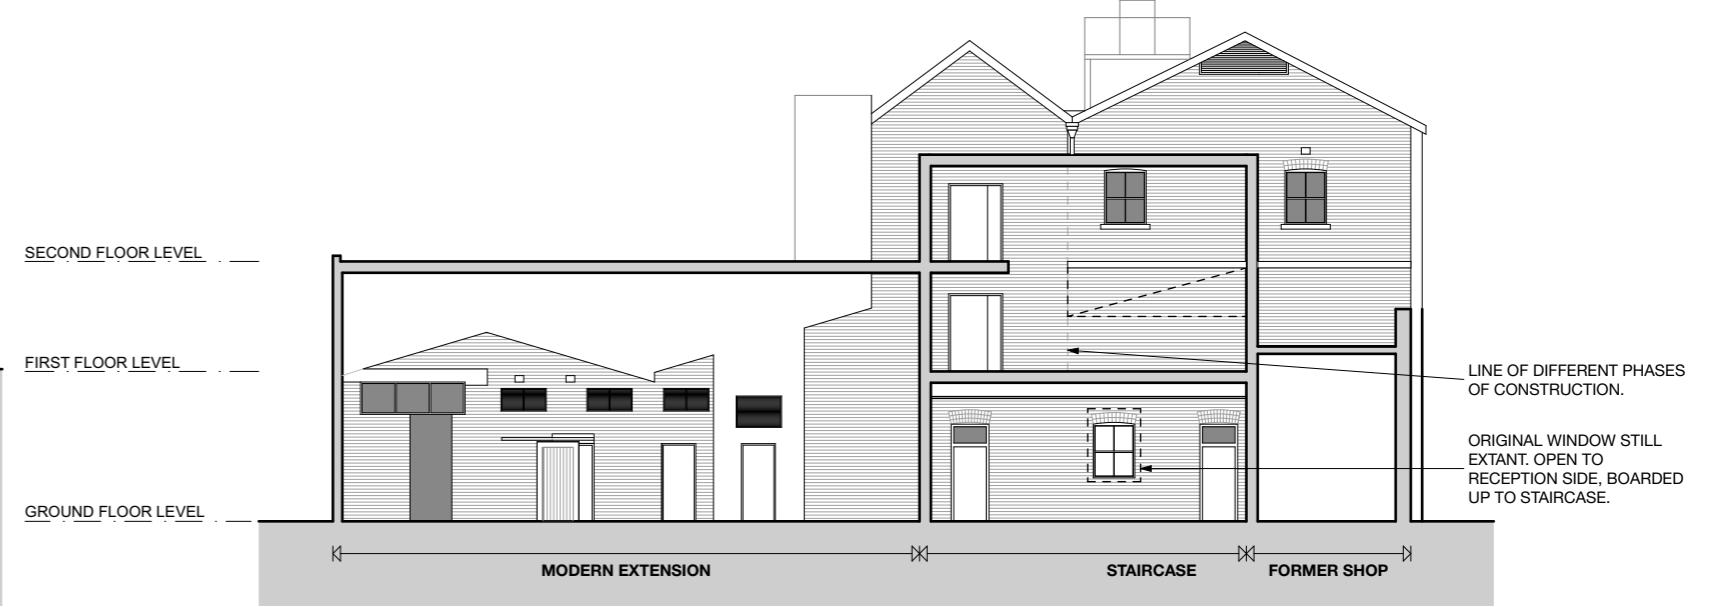 SECOND FLOOR LEVEL
FIRST FLOOR LEVEL
LINE OF DIFFERENT PHASES
OF CONSTRUCTION.
ORIGINAL WINDOW STILL
EXTANT. OPEN TO
RECEPTION SIDE, BOARDED
UP TO STAIRCASE.
GROUND FLOOR LEVEL
MODERN EXTENSION
STAIRCASE
FORMER SHOP